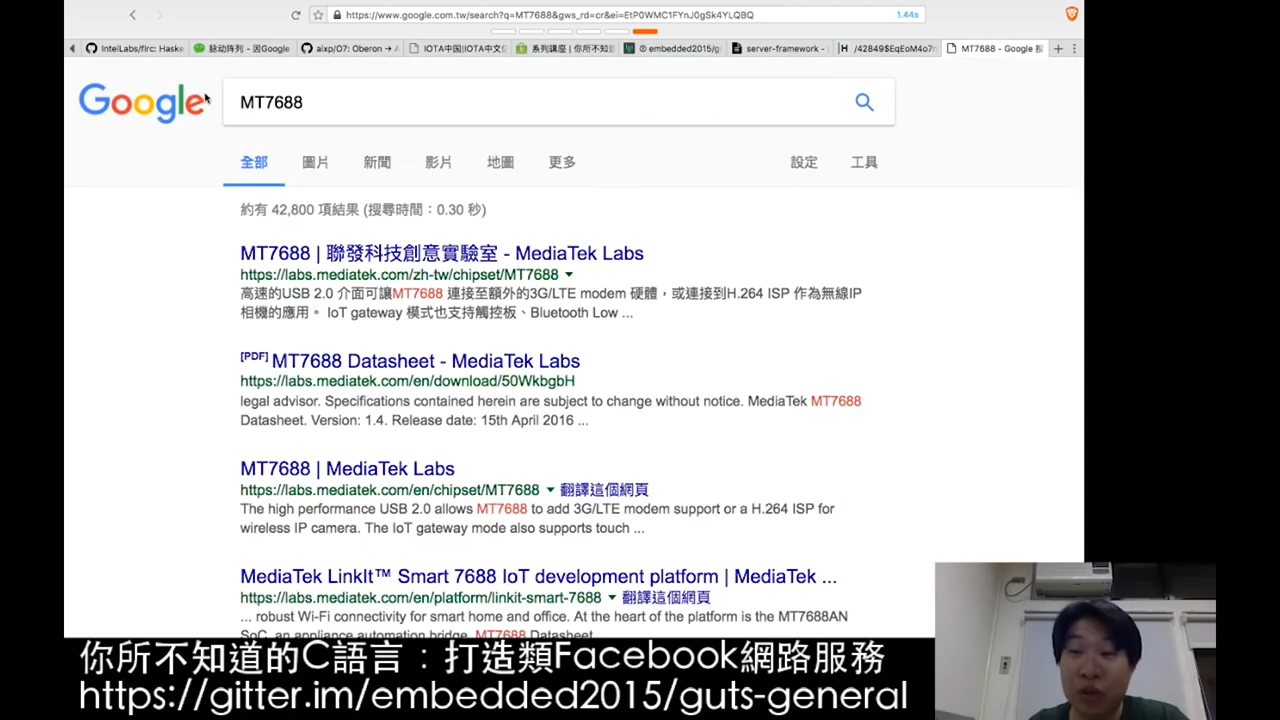 https://www.google.com.tw/search?q=MT7688&gws_rd=cr&ei=EtP0WMC1FYnJ0gSk4YLQBQ
1.44s
IntelLabs/flrc: Haske
脉动阵列 - 因Google
aixp/O7: Oberon → A
IOTA中国|IOTA中文
系列講座 | 你所不知
embedded2015/g
server-framework -
/42849$EqEoM4o7
MT7688 - Google
Google
MT7688
全部 圖片 新聞 影片 地圖 更多 設定 工具
約有 42,800 項結果 (搜尋時間:0.30 秒)
MT7688 | 聯發科技創意實驗室 - MediaTek Labs
https://labs.mediatek.com/zh-tw/chipset/MT7688
高速的USB 2.0 介面可讓MT7688 連接至額外的3G/LTE modem 硬體,或連接到H.264 ISP 作為無線IP
相機的應用。 IoT gateway 模式也支持觸控板、Bluetooth Low ...
[PDF] MT7688 Datasheet - MediaTek Labs
https://labs.mediatek.com/en/download/50WkbgbH
legal advisor. Specifications contained herein are subject to change without notice. MediaTek MT7688
Datasheet. Version: 1.4. Release date: 15th April 2016 ...
MT7688 | MediaTek Labs
https://labs.mediatek.com/en/chipset/MT7688 翻譯這個網頁
The high performance USB 2.0 allows MT7688 to add 3G/LTE modem support or a H.264 ISP for
wireless IP camera. The IoT gateway mode also supports touch ...
MediaTek LinkIt™ Smart 7688 IoT development platform | MediaTek ...
https://labs.mediatek.com/en/platform/linkit-smart-7688 翻譯這個網頁
... robust Wi-Fi connectivity for smart home and office. At the heart of the platform is the MT7688AN
SoC, an appliance automation bridge. MT7688 Datasheet
你所不知道的C語言:打造類Facebook網路服務
https://gitter.im/embedded2015/guts-general